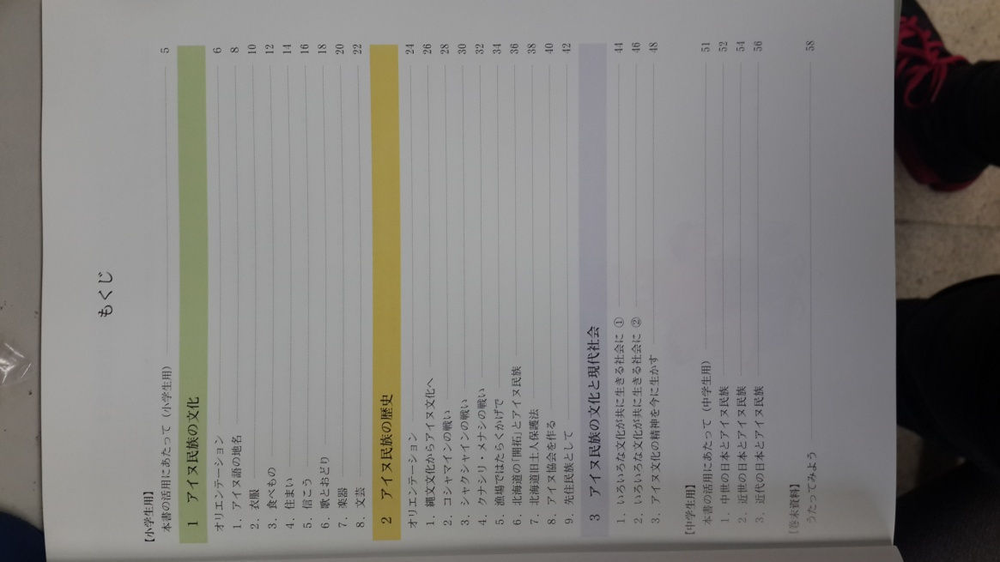 もくじ
【小学生用】
本書の活用にあたって（小学生用） 5
1 アイヌ民族の文化
オリエンテーション 6
1．アイヌ語の地名 8
2．衣服 10
3．食べもの 12
4．住まい 14
5．信こう 16
6．歌とおどり 18
7．楽器 20
8．文芸 22
2 アイヌ民族の歴史
オリエンテーション 24
1．縄文文化からアイヌ文化へ 26
2．コシャマインの戦い 28
3．シャクシャインの戦い 30
4．クナシリ・メナシの戦い 32
5．漁場ではたらくかげで 34
6．北海道の「開拓」とアイヌ民族 36
7．北海道旧土人保護法 38
8．アイヌ協会を作る 40
9．先住民族として 42
3 アイヌ民族の文化と現代社会
1．いろいろな文化が共に生きる社会に ① 44
2．いろいろな文化が共に生きる社会に ② 46
3．アイヌ文化の精神を今に生かす 48
【中学生用】
本書の活用にあたって（中学生用） 51
1．中世の日本とアイヌ民族 52
2．近世の日本とアイヌ民族 54
3．近代の日本とアイヌ民族 56
【巻末資料】
うたってみよう 58